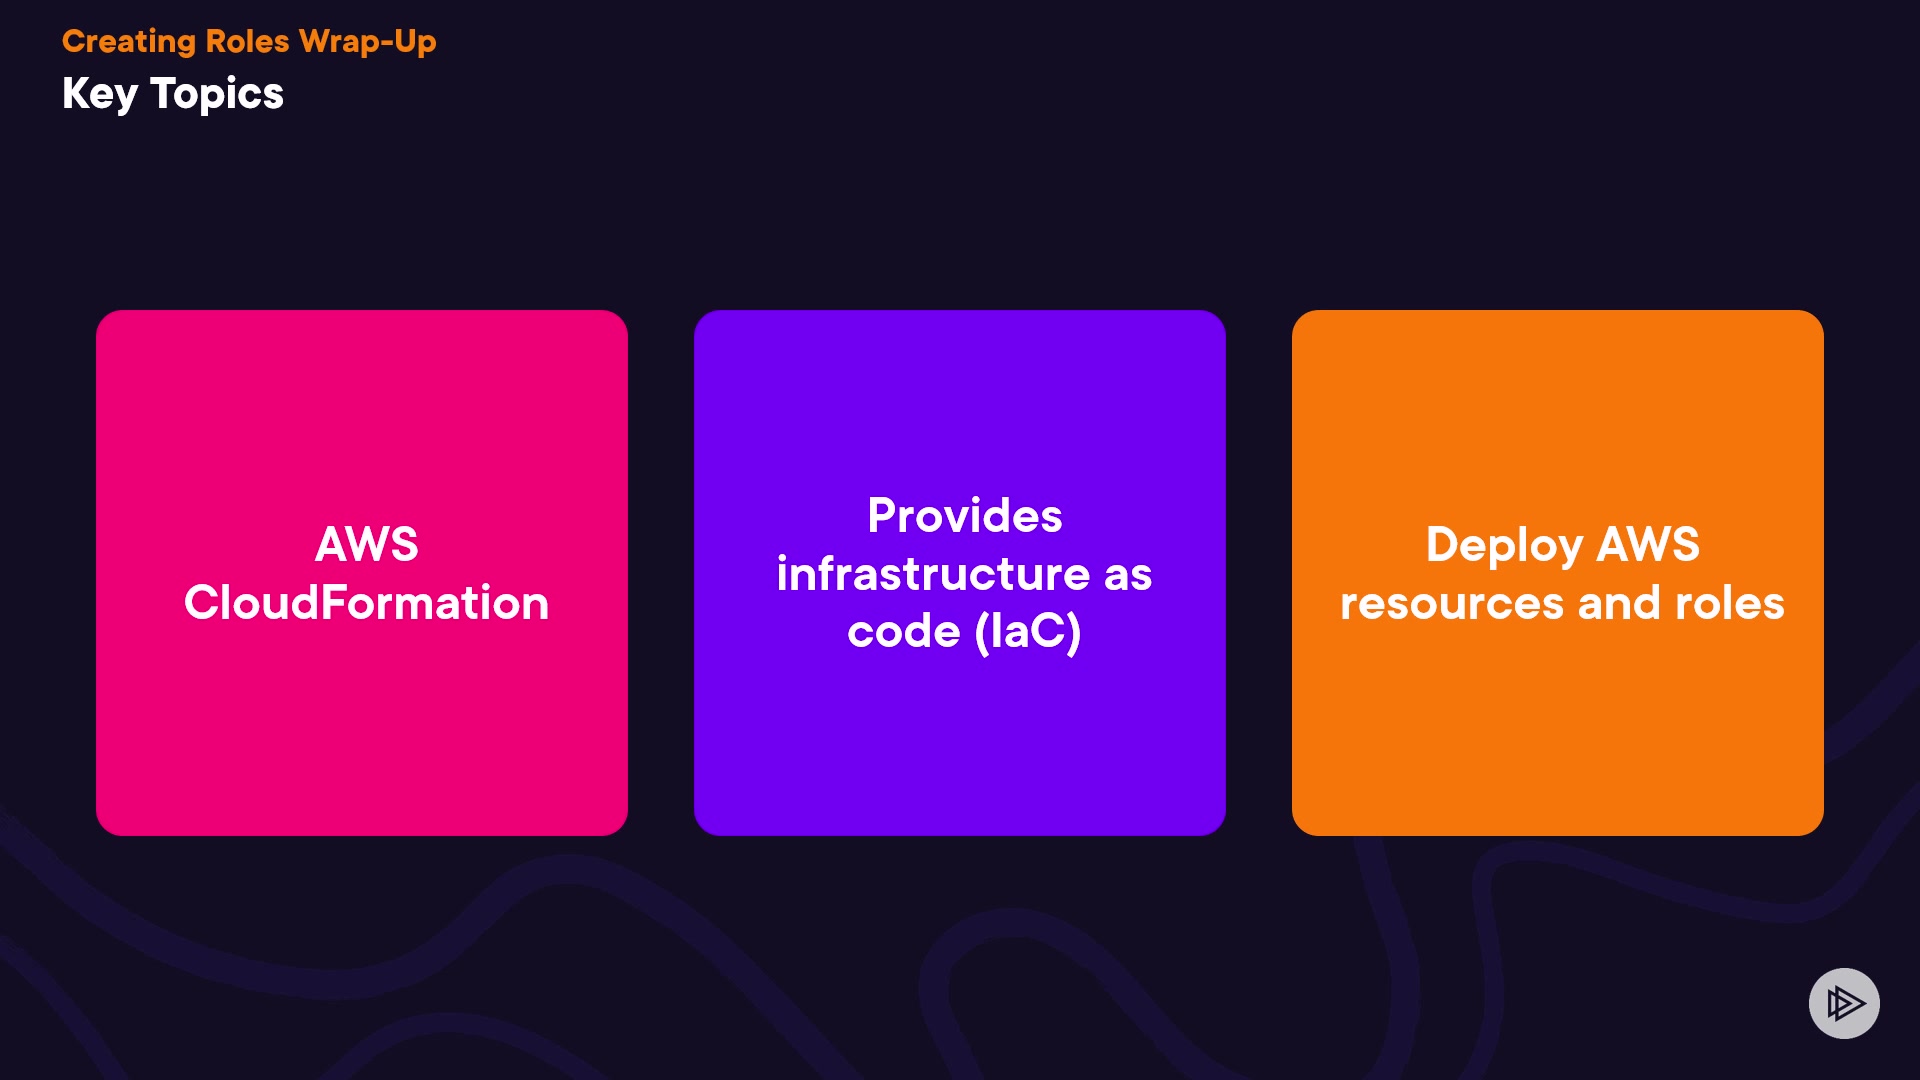 Creating Roles Wrap-Up
Key Topics
AWS
CloudFormation
Provides
infrastructure as
code (IaC)
Deploy AWS
resources and roles